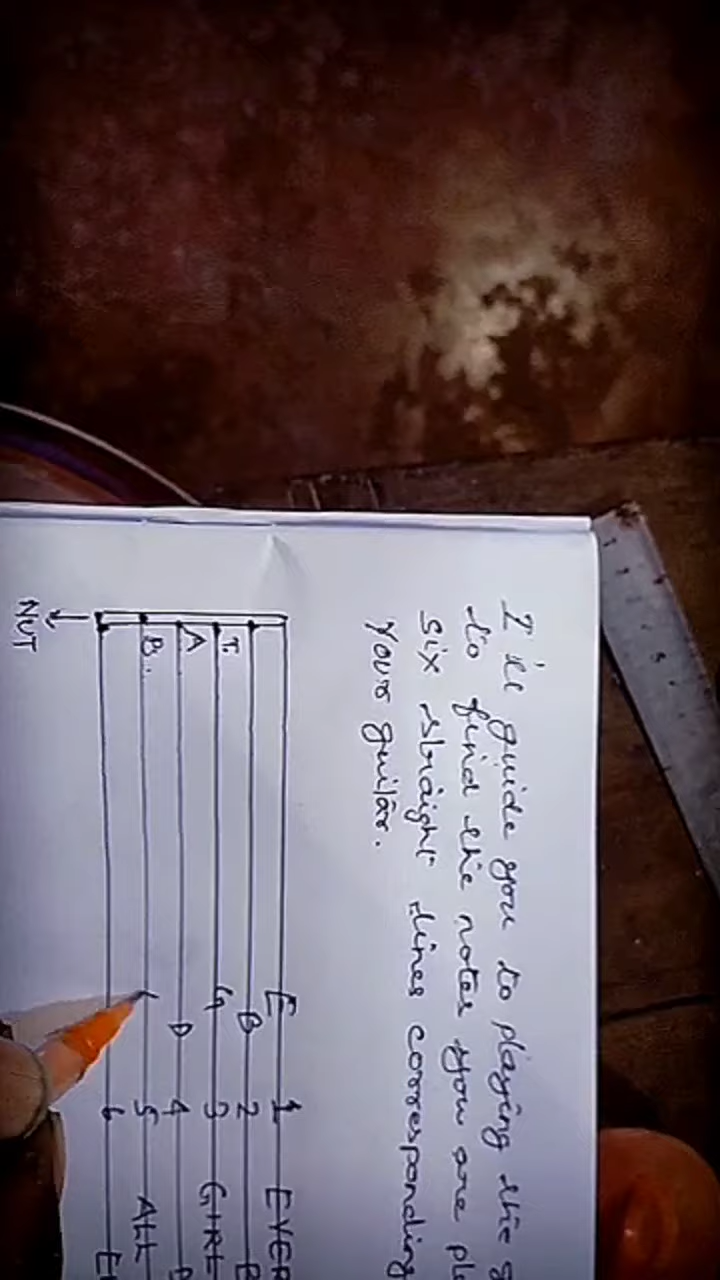 I le guide you to playing the
to find the notes you are
six straight lines corresponding
your guitar.
E 1 EVER
T B 2 B
G 3 GIRL
A D 4
B 5 ALL
6
NUT